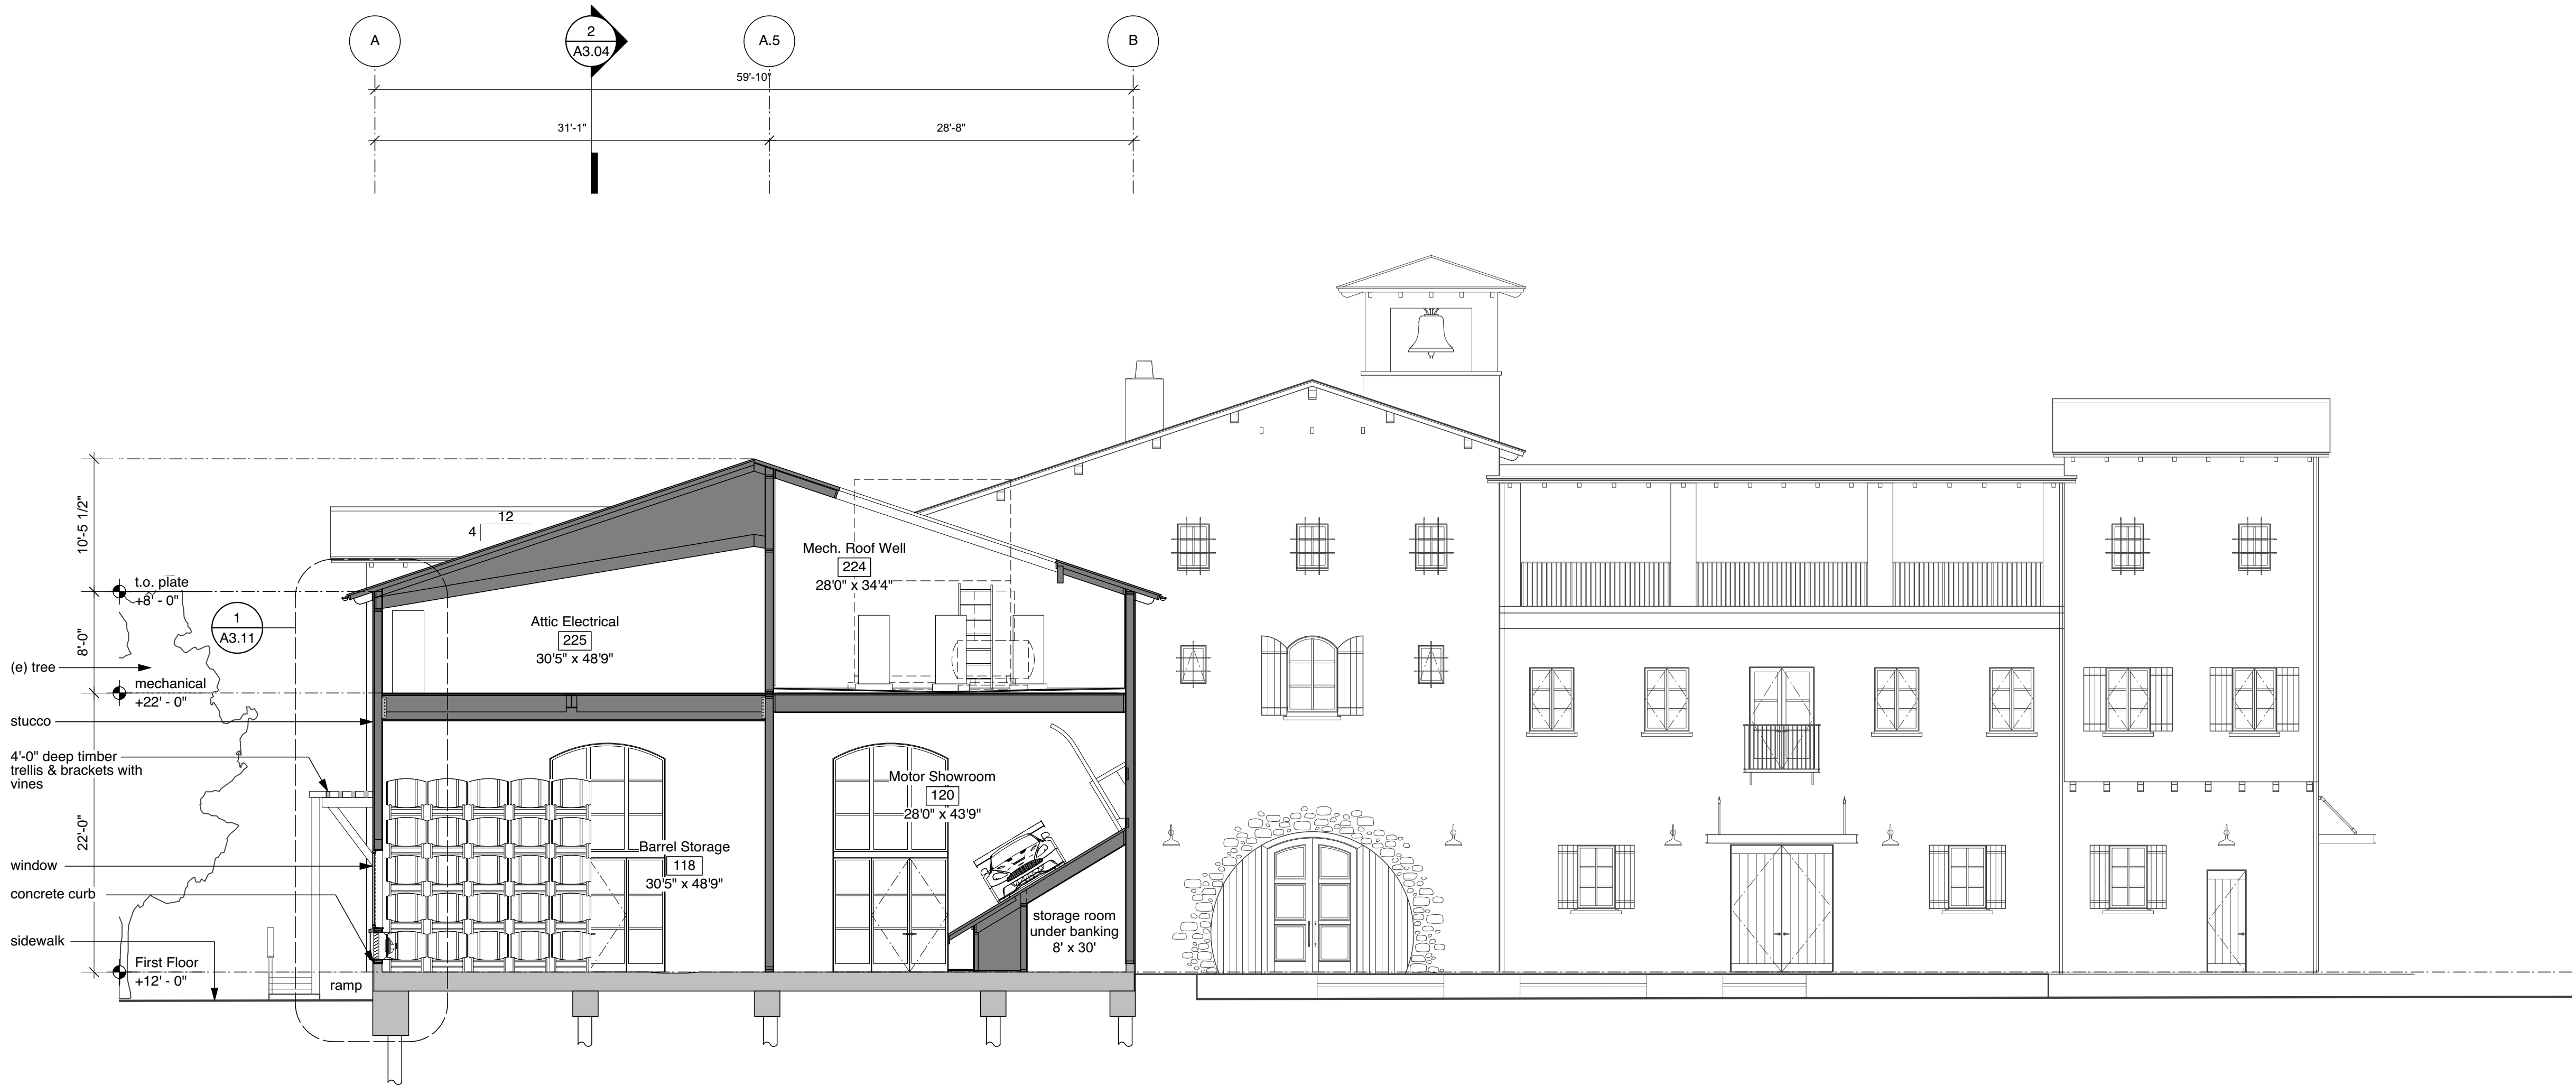 A
2
A3.04
A.5
B
59'-10"
31'-1"
28'-8"
10'-5 1/2"
8'-0"
22'-0"
12
4
t.o. plate
+8' - 0"
1
A3.11
(e) tree
mechanical
+22' - 0"
stucco
4'-0" deep timber
trellis & brackets with
vines
window
concrete curb
sidewalk
First Floor
+12' - 0"
ramp
Attic Electrical
225
30'5" x 48'9"
Mech. Roof Well
224
28'0" x 34'4"
Barrel Storage
118
30'5" x 48'9"
Motor Showroom
120
28'0" x 43'9"
storage room
under banking
8' x 30'